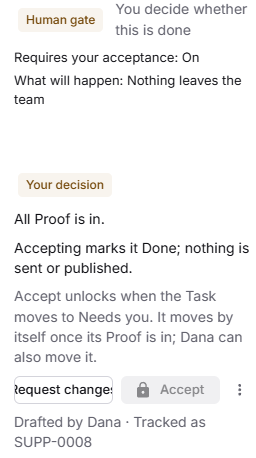 Human gate
You decide whether
this is done
Requires your acceptance: On
What will happen: Nothing leaves the
team
Your decision
All Proof is in.
Accepting marks it Done; nothing is
sent or published.
Accept unlocks when the Task
moves to Needs you. It moves by
itself once its Proof is in; Dana can
also move it.
Request changes
Accept
Drafted by Dana · Tracked as
SUPP-0008